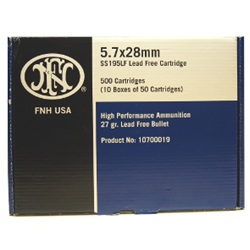 FN
FNH USA
5.7x28mm
SS195LF Lead Free Cartridge
500 Cartridges
(10 Boxes of 50 Cartridges)
High Performance Ammunition
27 gr. Lead Free Bullet
Product No: 10700019